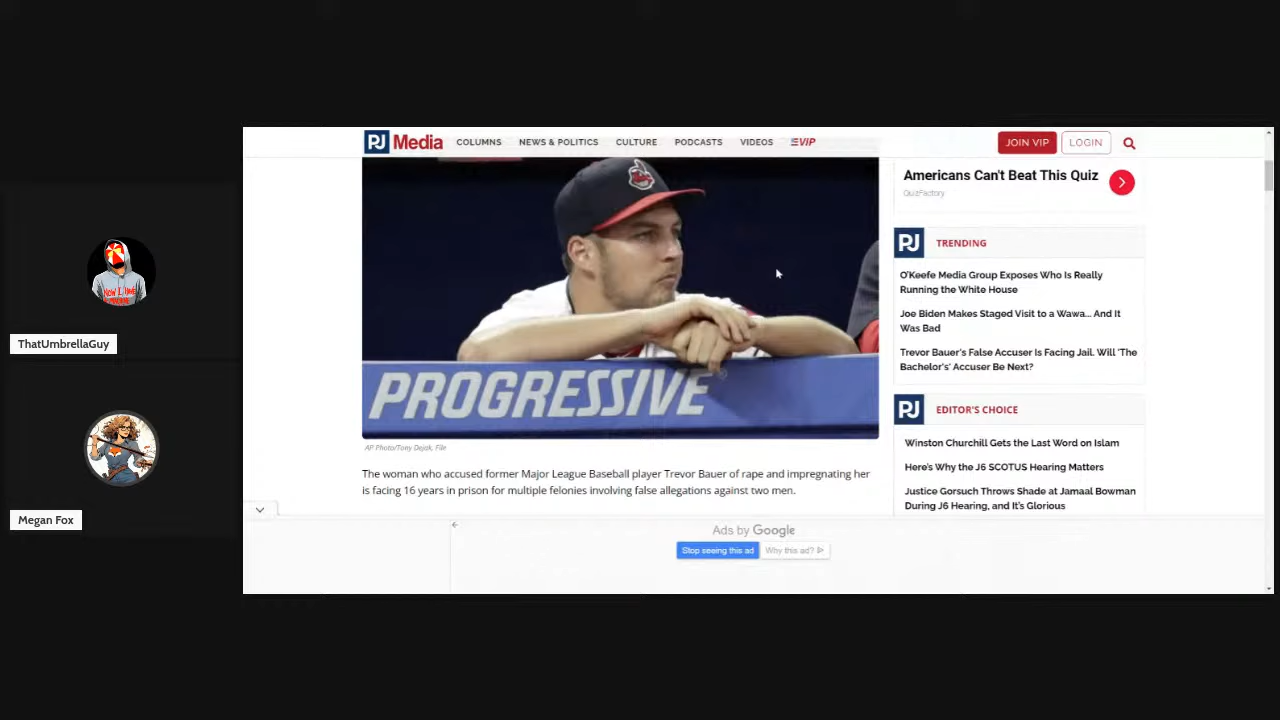 PJ Media
COLUMNS
NEWS & POLITICS
CULTURE
PODCASTS
VIDEOS
VIP
JOIN VIP
LOGIN
Americans Can't Beat This Quiz
QuizFactory
PJ TRENDING
O'Keefe Media Group Exposes Who Is Really
Running the White House
Joe Biden Makes Staged Visit to a Wawa... And It
Was Bad
Trevor Bauer's False Accuser Is Facing Jail. Will 'The
Bachelor's' Accuser Be Next?
PJ EDITOR'S CHOICE
Winston Churchill Gets the Last Word on Islam
Here's Why the J6 SCOTUS Hearing Matters
Justice Gorsuch Throws Shade at Jamaal Bowman
During J6 Hearing, and It's Glorious
PROGRESSIVE
AP Photo/Tony Dejak, File
The woman who accused former Major League Baseball player Trevor Bauer of rape and impregnating her
is facing 16 years in prison for multiple felonies involving false allegations against two men.
Ads by Google
Stop seeing this ad
Why this ad?
NOW I HAVE
ThatUmbrellaGuy
Megan Fox